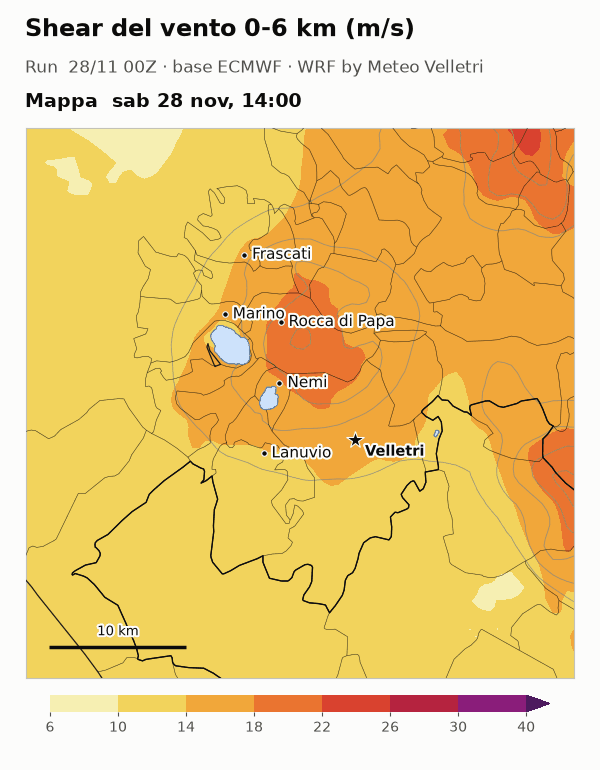 Shear del vento 0-6 km (m/s)
Run  28/11 00Z · base ECMWF · WRF by Meteo Velletri
Mappa  sab 28 nov, 14:00
Frascati
Marino
Rocca di Papa
Nemi
Velletri
Lanuvio
10 km
6 10 14 18 22 26 30 40